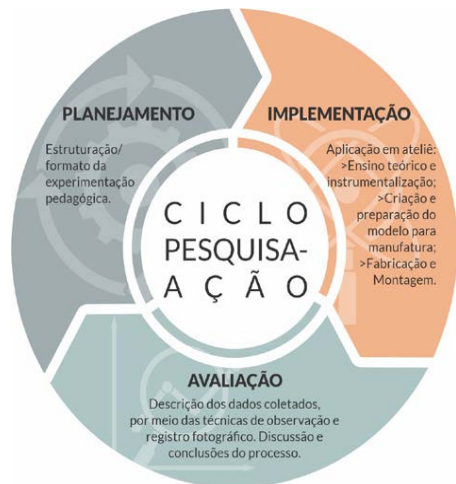 PLANEJAMENTO
Estruturação/
formato da
experimentação
pedagógica.
IMPLEMENTAÇÃO
Aplicação em ateliê:
>Ensino teórico e
instrumentalização;
>Criação e
preparação do
modelo para
manufatura;
>Fabricação e
Montagem.
CICLO
PESQUISA-
AÇÃO
AVALIAÇÃO
Descrição dos dados coletados,
por meio das técnicas de observação e
registro fotográfico. Discussão e
conclusões do processo.